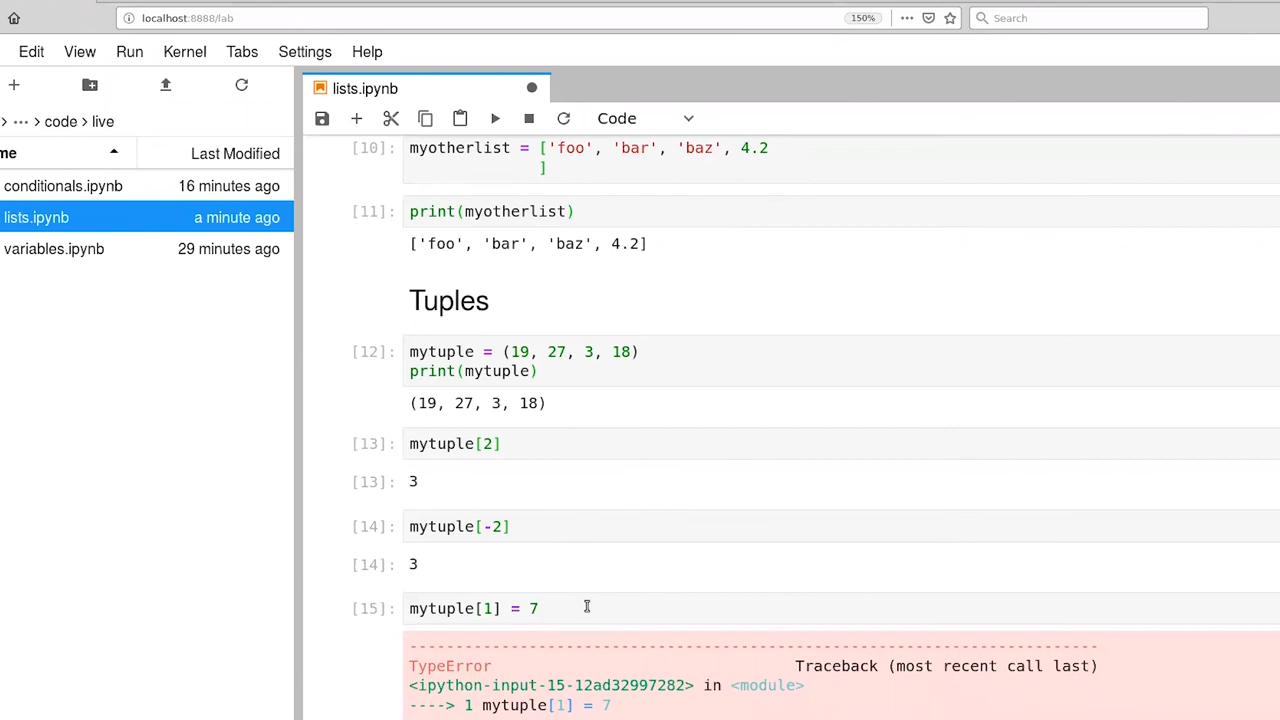 localhost:8888/lab
150%
Search
Edit View Run Kernel Tabs Settings Help
lists.ipynb
code
live
Code
me
Last Modified
conditionals.ipynb 16 minutes ago
lists.ipynb a minute ago
variables.ipynb 29 minutes ago
[10]: myotherlist = ['foo', 'bar', 'baz', 4.2
]
[11]: print(myotherlist)
['foo', 'bar', 'baz', 4.2]
Tuples
[12]: mytuple = (19, 27, 3, 18)
print(mytuple)
(19, 27, 3, 18)
[13]: mytuple[2]
[13]: 3
[14]: mytuple[-2]
[14]: 3
[15]: mytuple[1] = 7
---------------------------------------------------------------------------
TypeError Traceback (most recent call last)
<ipython-input-15-12ad32997282> in <module>
----> 1 mytuple[1] = 7